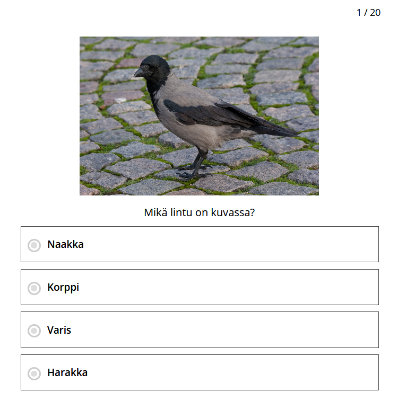 1 / 20
Mikä lintu on kuvassa?
Naakka
Korppi
Varis
Harakka